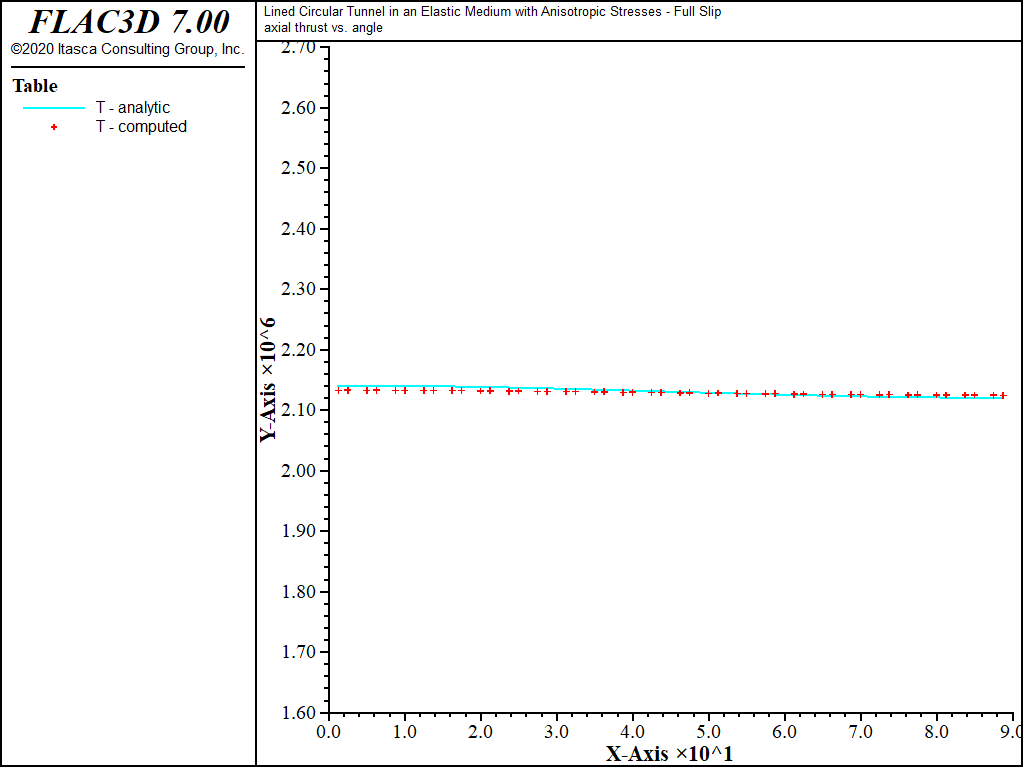 FLAC3D 7.00
©2020 Itasca Consulting Group, Inc.
Table
T - analytic
T - computed
Lined Circular Tunnel in an Elastic Medium with Anisotropic Stresses - Full Slip
axial thrust vs. angle
2.70
2.60
2.50
2.40
2.30
2.20
2.10
2.00
1.90
1.80
1.70
1.60
Y-Axis ×10^6
0.0 1.0 2.0 3.0 4.0 5.0 6.0 7.0 8.0 9.0
X-Axis ×10^1